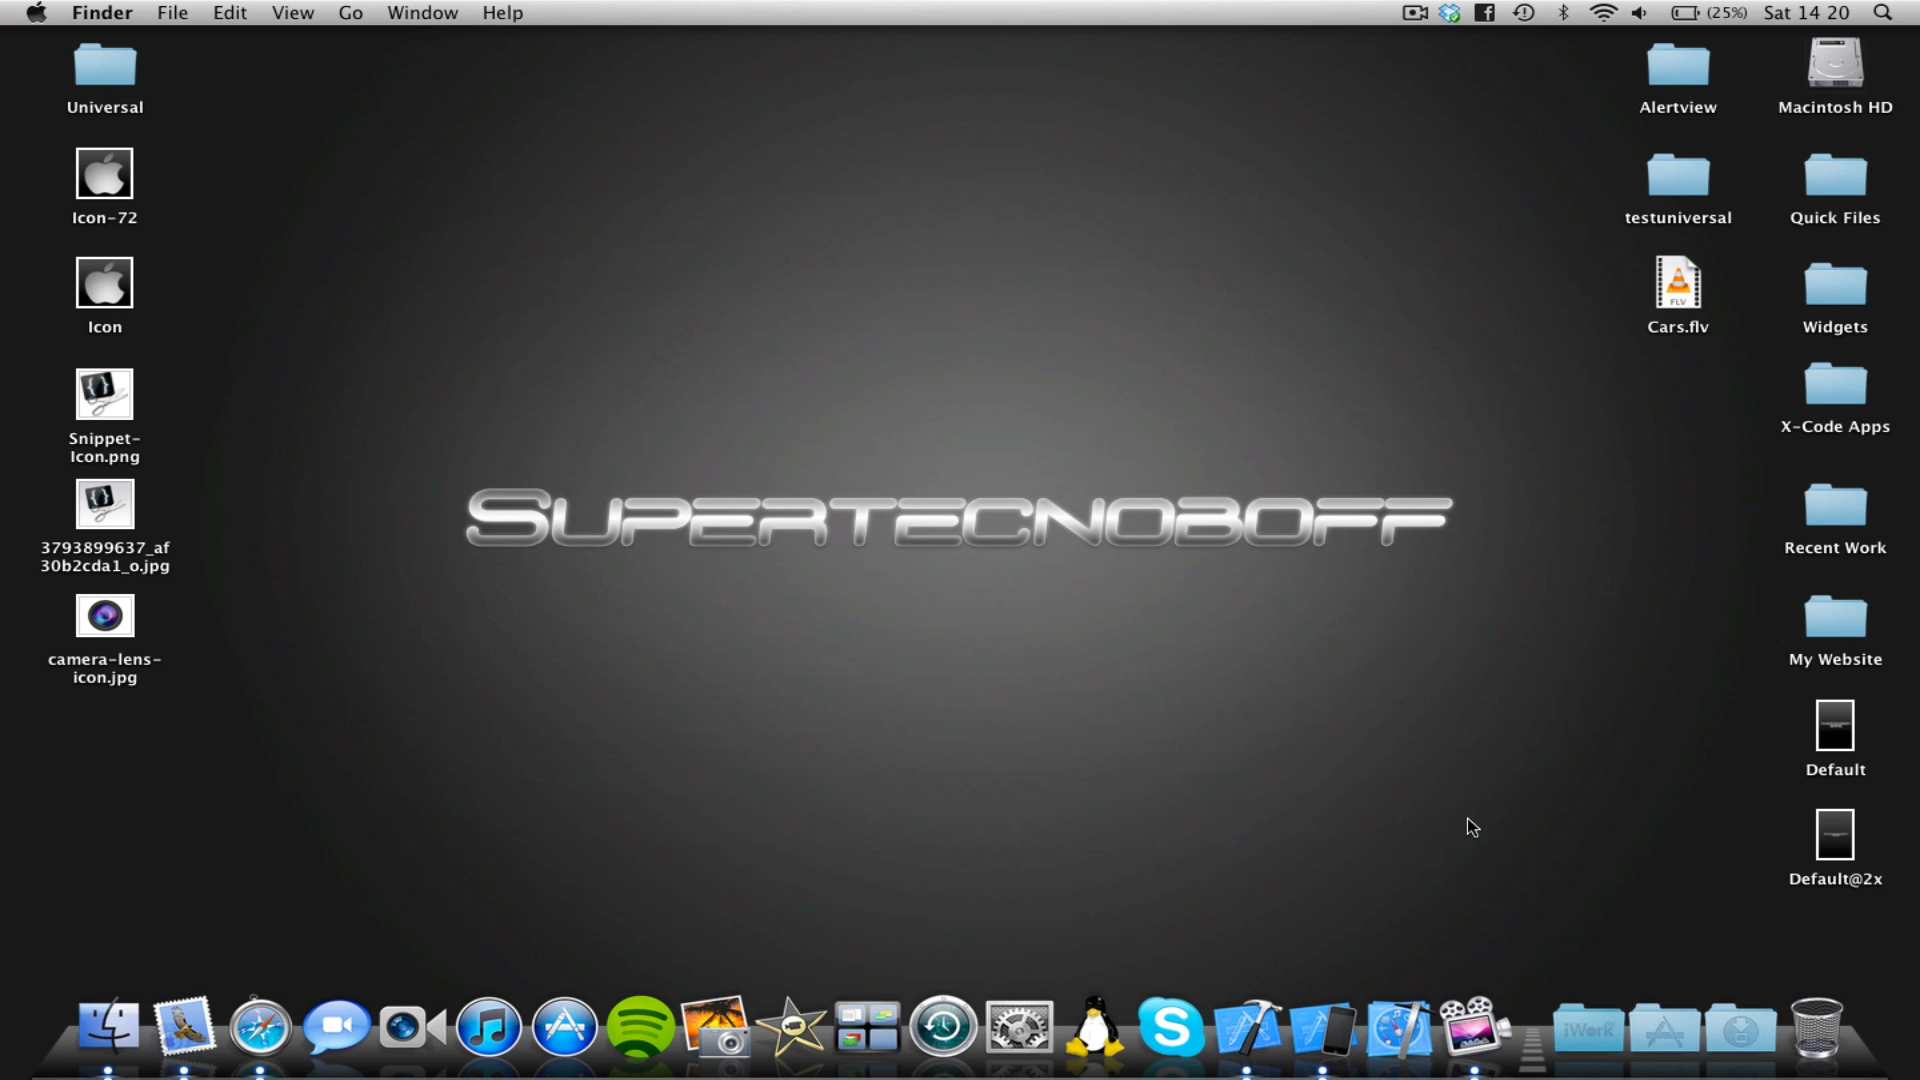 Finder File Edit View Go Window Help (25%) Sat 14 20
Universal
Icon-72
Icon
Snippet-
Icon.png
3793899637_af
30b2cda1_o.jpg
camera-lens-
icon.jpg
SUPERTECNOBOFF
Alertview
testuniversal
FLV
Cars.flv
Macintosh HD
Quick Files
Widgets
X-Code Apps
Recent Work
My Website
Default
Default@2x
iWork